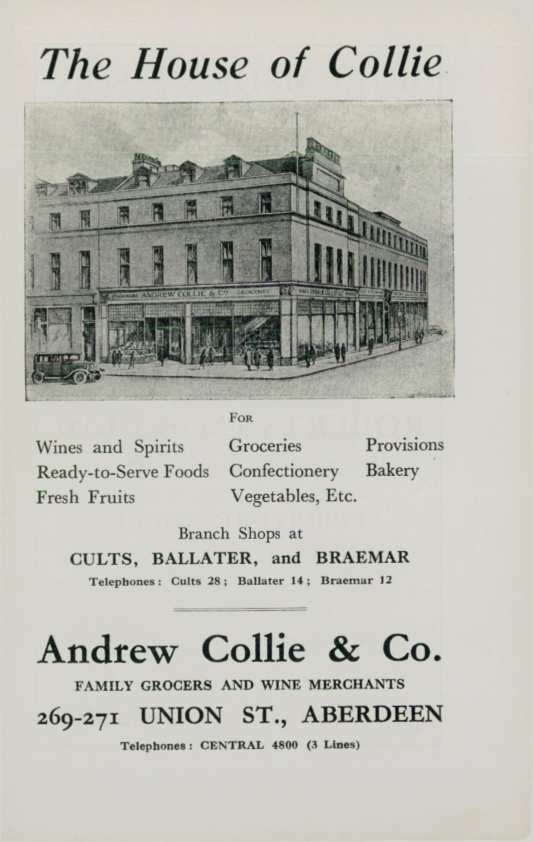 The House of Collie
ANDREW COLLIE & Co
For
Wines and Spirits Groceries Provisions
Ready-to-Serve Foods Confectionery Bakery
Fresh Fruits Vegetables, Etc.
Branch Shops at
CULTS, BALLATER, and BRAEMAR
Telephones: Cults 28; Ballater 14; Braemar 12
Andrew Collie & Co.
FAMILY GROCERS AND WINE MERCHANTS
269-271 UNION ST., ABERDEEN
Telephones: CENTRAL 4800 (3 Lines)